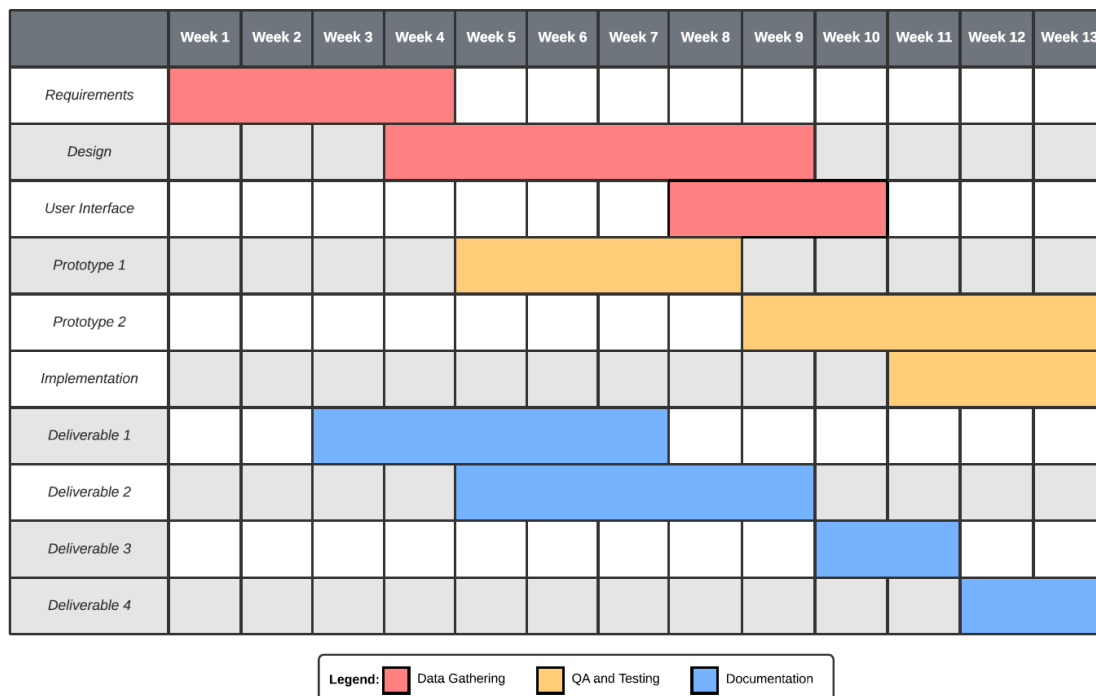 Week 1 Week 2 Week 3 Week 4 Week 5 Week 6 Week 7 Week 8 Week 9 Week 10 Week 11 Week 12 Week 13
Requirements
Design
User Interface
Prototype 1
Prototype 2
Implementation
Deliverable 1
Deliverable 2
Deliverable 3
Deliverable 4
Legend: Data Gathering QA and Testing Documentation